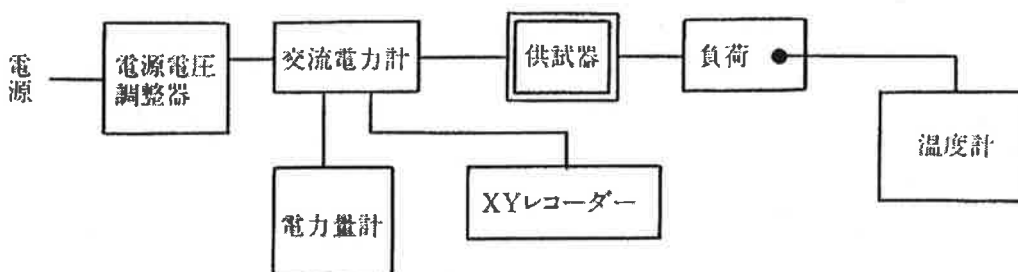 電源
電源電圧
調整器
交流電力計
供試器
負荷
温度計
電力量計
XYレコーダー